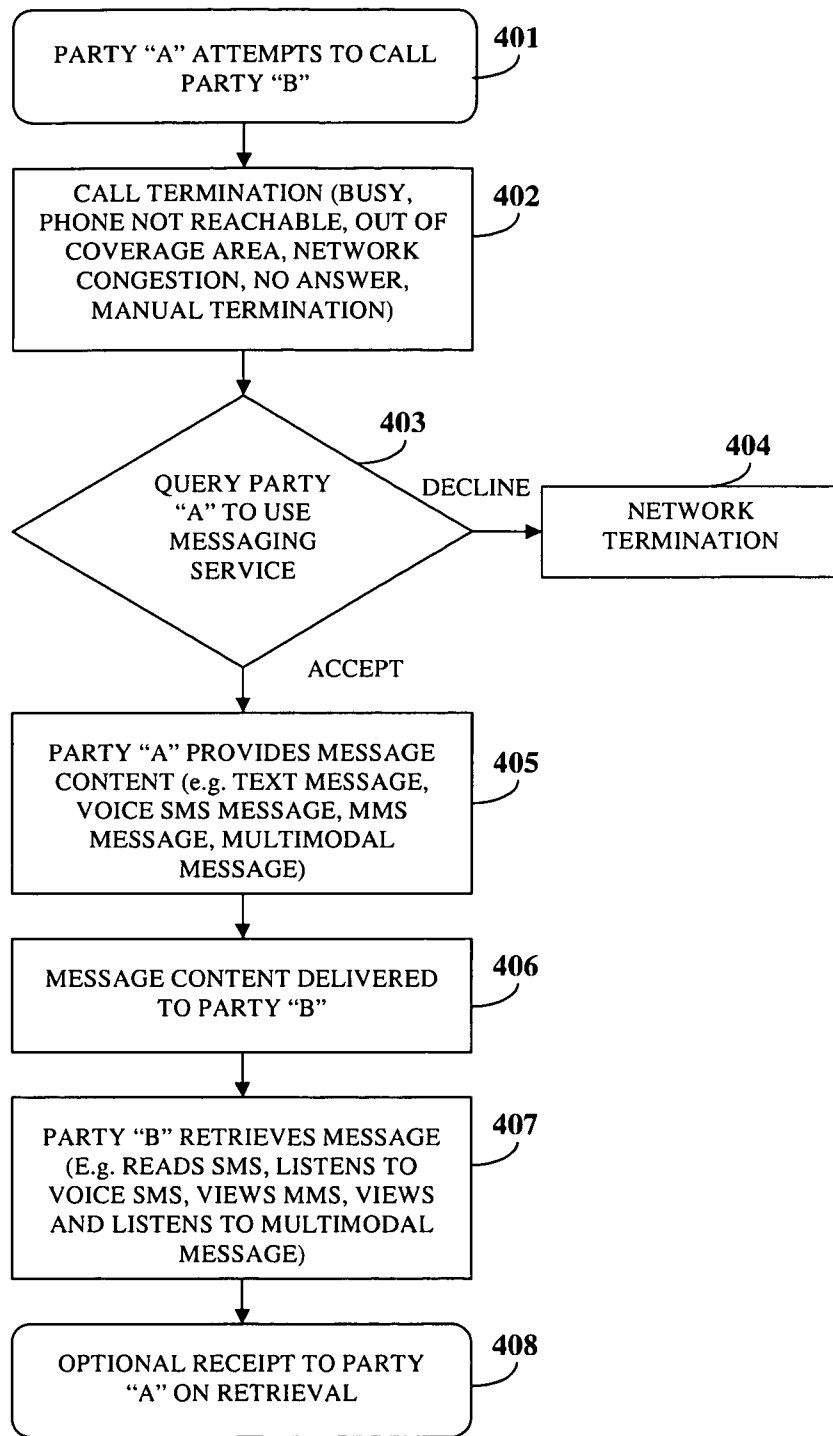 PARTY “A” ATTEMPTS TO CALL
PARTY “B”
401
CALL TERMINATION (BUSY,
PHONE NOT REACHABLE, OUT OF
COVERAGE AREA, NETWORK
CONGESTION, NO ANSWER,
MANUAL TERMINATION)
402
403
QUERY PARTY
“A” TO USE
MESSAGING
SERVICE
DECLINE
404
NETWORK
TERMINATION
ACCEPT
PARTY “A” PROVIDES MESSAGE
CONTENT (e.g. TEXT MESSAGE,
VOICE SMS MESSAGE, MMS
MESSAGE, MULTIMODAL
MESSAGE)
405
MESSAGE CONTENT DELIVERED
TO PARTY “B”
406
PARTY “B” RETRIEVES MESSAGE
(E.g. READS SMS, LISTENS TO
VOICE SMS, VIEWS MMS, VIEWS
AND LISTENS TO MULTIMODAL
MESSAGE)
407
OPTIONAL RECEIPT TO PARTY
“A” ON RETRIEVAL
408